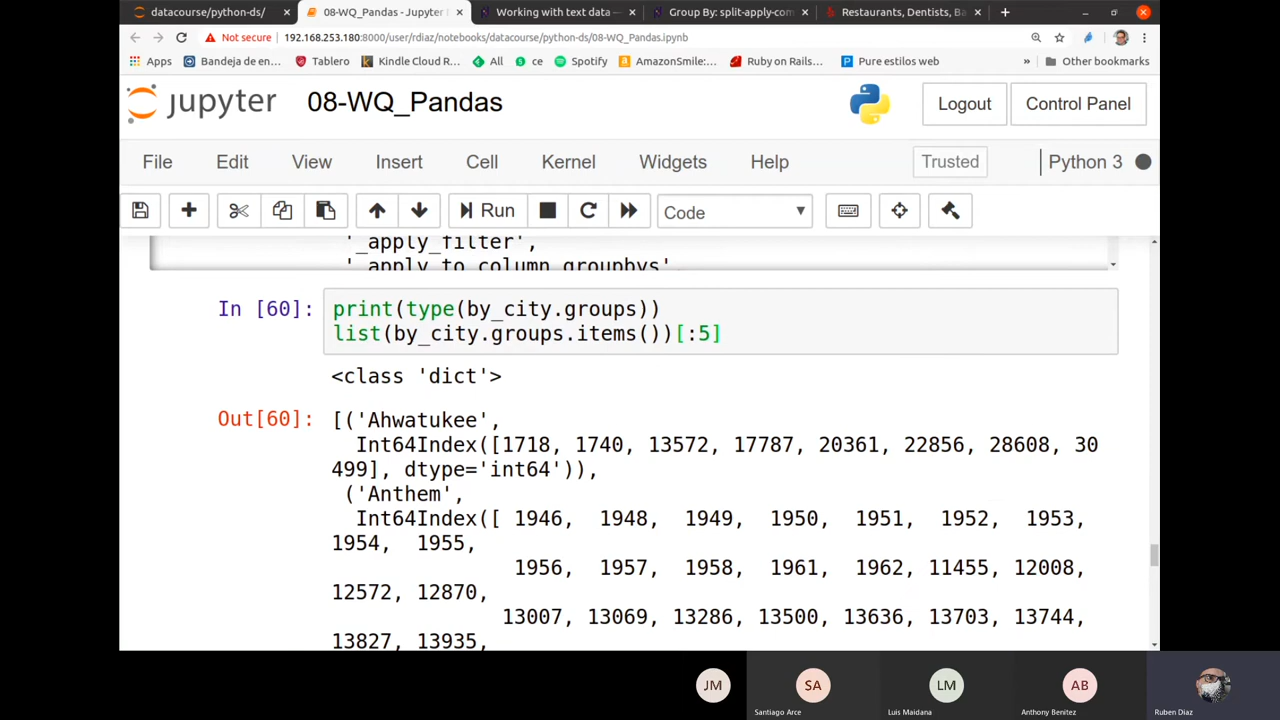 datacourse/python-ds/
08-WQ_Pandas - Jupyter
Working with text data —
Group By: split-apply-com
Restaurants, Dentists, Ba
Not secure
192.168.253.180:8000/user/rdiaz/notebooks/datacourse/python-ds/08-WQ_Pandas.ipynb
Apps
Bandeja de en...
Tablero
Kindle Cloud R...
All
ce
Spotify
AmazonSmile:...
Ruby on Rails...
Pure estilos web
»
Other bookmarks
jupyter
08-WQ_Pandas
Logout
Control Panel
File
Edit
View
Insert
Cell
Kernel
Widgets
Help
Trusted
Python 3
Run
Code
'_apply_filter',
'_apply_to_column_groupbys',
In [60]:
print(type(by_city.groups))
list(by_city.groups.items())[:5]
<class 'dict'>
Out[60]:
[('Ahwatukee',
Int64Index([1718, 1740, 13572, 17787, 20361, 22856, 28608, 30
499], dtype='int64')),
('Anthem',
Int64Index([ 1946, 1948, 1949, 1950, 1951, 1952, 1953,
1954, 1955,
1956, 1957, 1958, 1961, 1962, 11455, 12008,
12572, 12870,
13007, 13069, 13286, 13500, 13636, 13703, 13744,
13827, 13935,
JM
SA
LM
AB
Santiago Arce
Luis Maidana
Anthony Benitez
Ruben Diaz